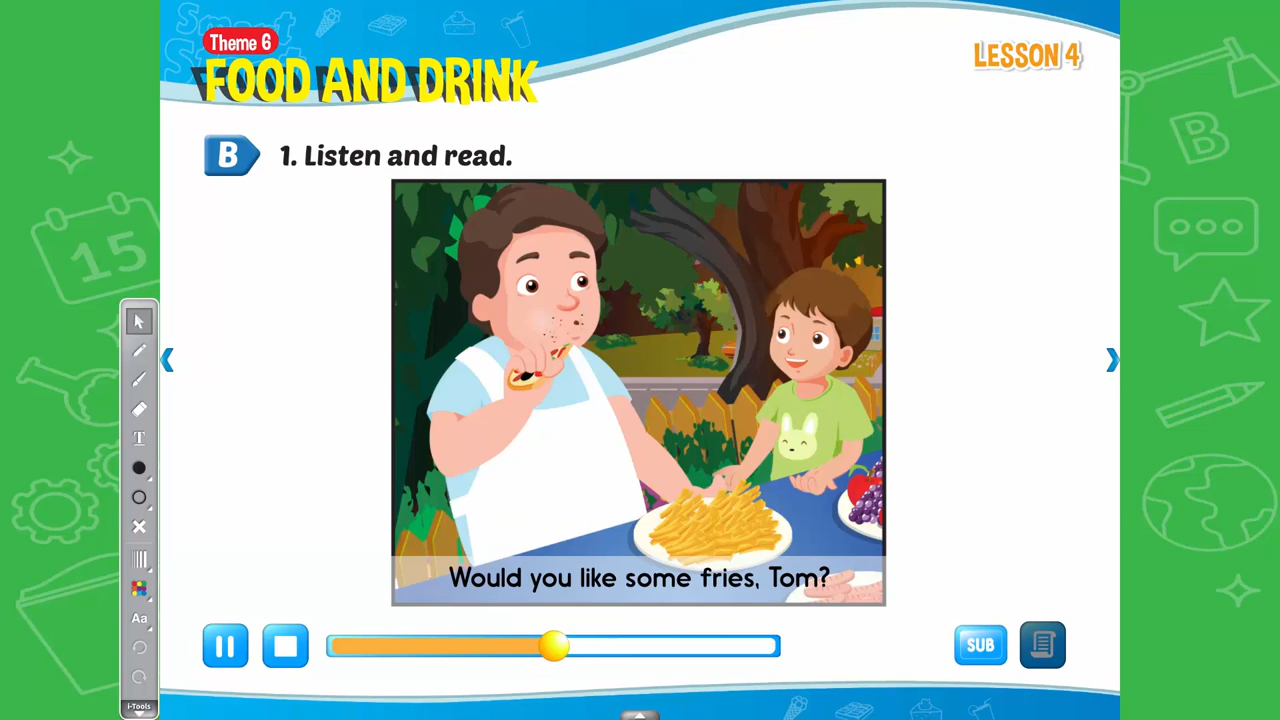 Theme 6
FOOD AND DRINK
LESSON 4
B 1. Listen and read.
Would you like some fries, Tom?
SUB
T
Aa
i-Tools
15
B